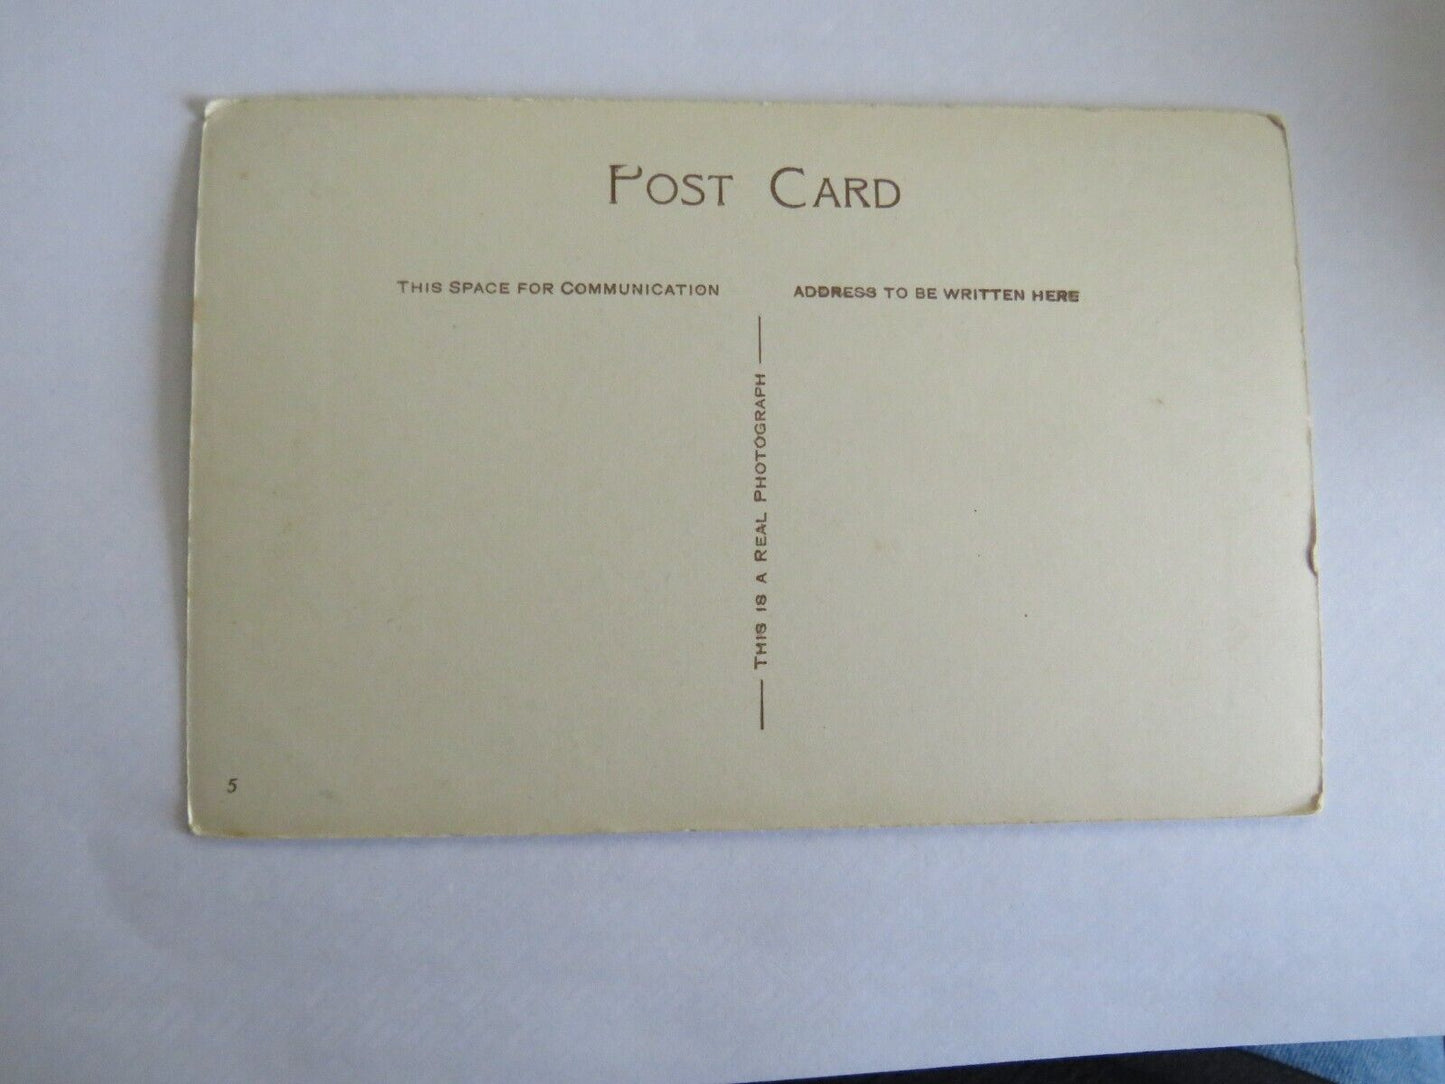 POST CARD
THIS SPACE FOR COMMUNICATION
ADDRESS TO BE WRITTEN HERE
THIS IS A REAL PHOTOGRAPH
5